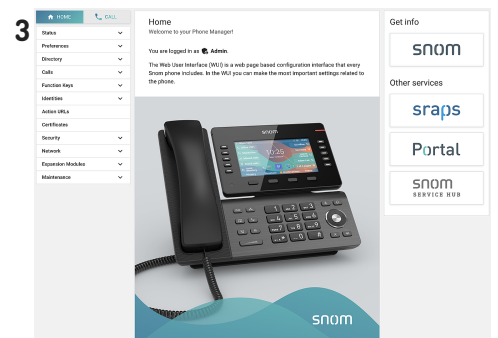 3
HOME
CALL
Status
Preferences
Directory
Calls
Function Keys
Identities
Action URLs
Certificates
Security
Network
Expansion Modules
Maintenance
Home
Welcome to your Phone Manager!
You are logged in as Admin.
The Web User Interface (WUI) is a web page based configuration interface that every
Snom phone includes. In the WUI you can make the most important settings related to
the phone.
snom
10:25
snom
Get info
snom
Other services
sraps
Portal
snom
SERVICE HUB